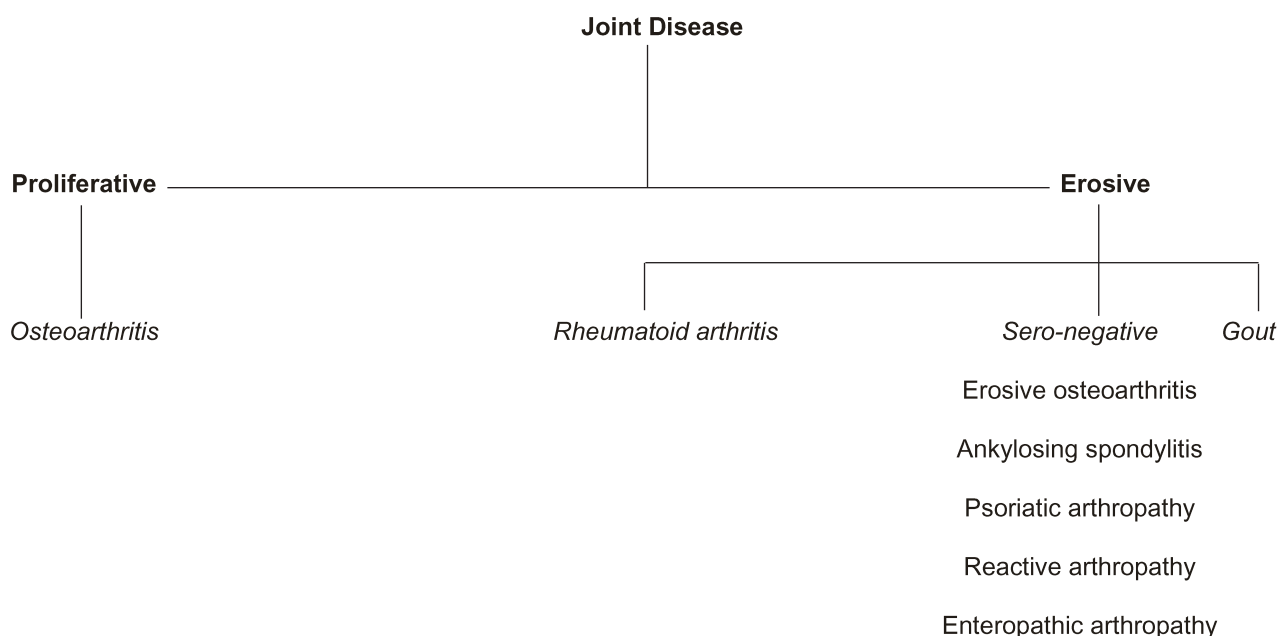 Joint Disease
Proliferative Erosive
Osteoarthritis Rheumatoid arthritis Sero-negative Gout
Erosive osteoarthritis
Ankylosing spondylitis
Psoriatic arthropathy
Reactive arthropathy
Enteropathic arthropathy